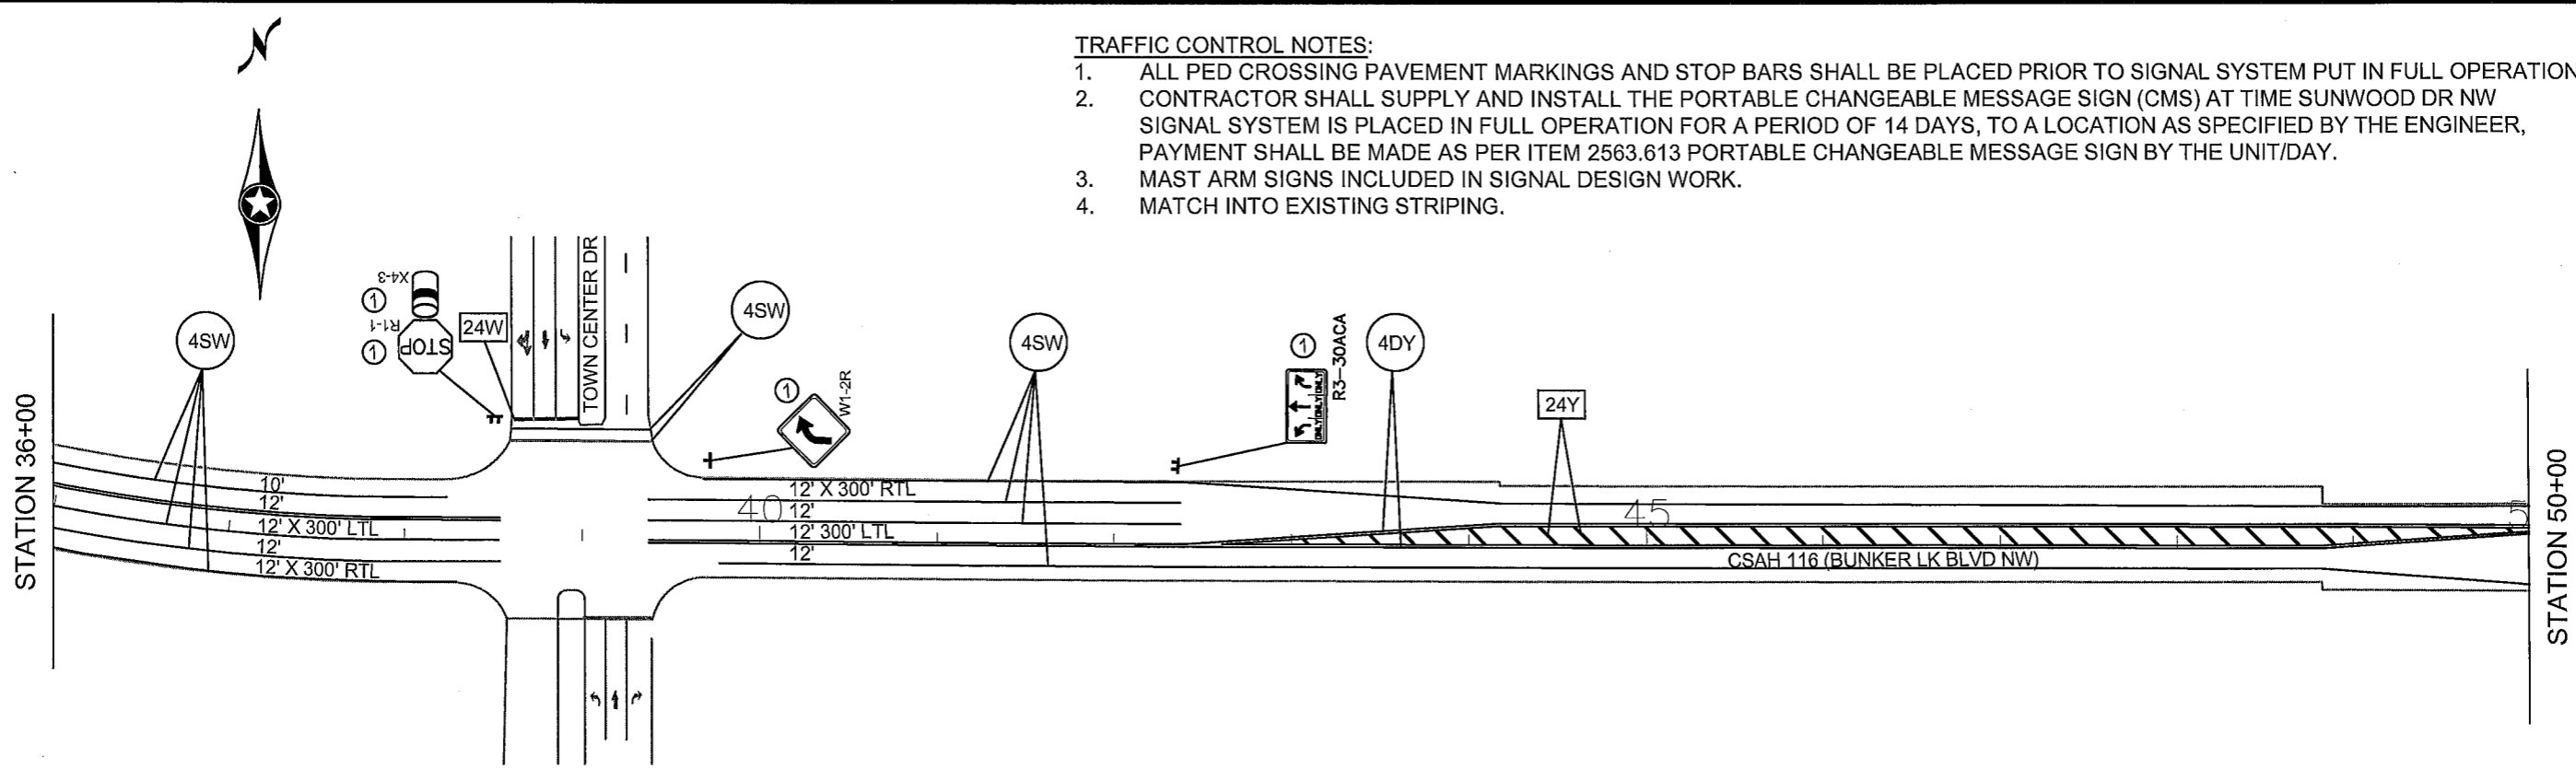 N
TRAFFIC CONTROL NOTES:
1. ALL PED CROSSING PAVEMENT MARKINGS AND STOP BARS SHALL BE PLACED PRIOR TO SIGNAL SYSTEM PUT IN FULL OPERATION
2. CONTRACTOR SHALL SUPPLY AND INSTALL THE PORTABLE CHANGEABLE MESSAGE SIGN (CMS) AT TIME SUNWOOD DR NW
SIGNAL SYSTEM IS PLACED IN FULL OPERATION FOR A PERIOD OF 14 DAYS, TO A LOCATION AS SPECIFIED BY THE ENGINEER,
PAYMENT SHALL BE MADE AS PER ITEM 2563.613 PORTABLE CHANGEABLE MESSAGE SIGN BY THE UNIT/DAY.
3. MAST ARM SIGNS INCLUDED IN SIGNAL DESIGN WORK.
4. MATCH INTO EXISTING STRIPING.
STATION 36+00
4SW
X4-3
1
R1-1
1
STOP
24W
TOWN CENTER DR
4SW
1
W1-2R
4SW
1
R3-30ACA
ONLY
ONLY
ONLY
4DY
24Y
10'
12'
12' X 300' LTL
12'
12' X 300' RTL
12' X 300' RTL
40
12'
12' 300' LTL
12'
45
5
CSAH 116 (BUNKER LK BLVD NW)
STATION 50+00